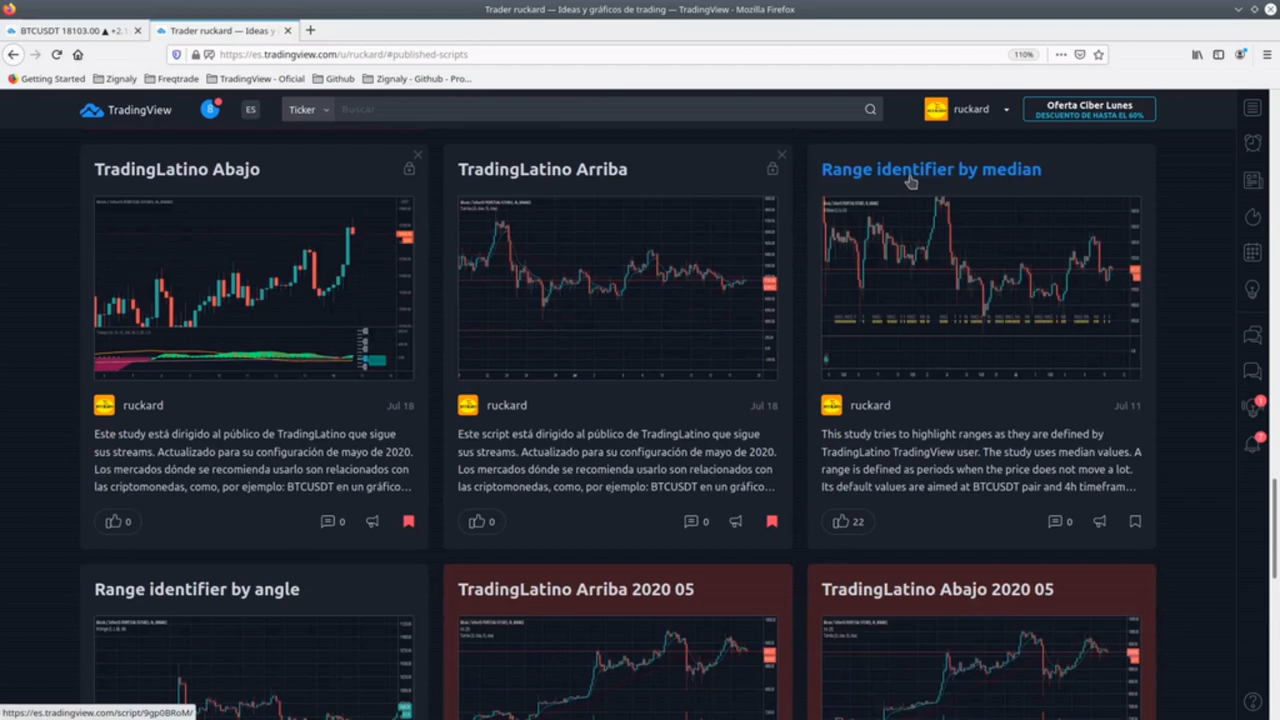 Trader ruckard — Ideas y gráficos de trading — TradingView - Mozilla Firefox
BTCUSDT 18103.00 ▲ +2.1
Trader ruckard — Ideas y
https://es.tradingview.com/u/ruckard/#published-scripts
110%
Getting Started
Zignaly
Freqtrade
TradingView - Oficial
Github
Zignaly - Github - Pro...
TradingView
8
ES
Ticker
Buscar
ruckard
Oferta Ciber Lunes
DESCUENTO DE HASTA EL 60%
TradingLatino Abajo
ruckard
Jul 18
Este study está dirigido al público de TradingLatino que sigue
sus streams. Actualizado para su configuración de mayo de 2020.
Los mercados dónde se recomienda usarlo son relacionados con
las criptomonedas, como, por ejemplo: BTCUSDT en un gráfico...
0
0
TradingLatino Arriba
ruckard
Jul 18
Este script está dirigido al público de TradingLatino que sigue
sus streams. Actualizado para su configuración de mayo de 2020.
Los mercados dónde se recomienda usarlo son relacionados con
las criptomonedas, como, por ejemplo: BTCUSDT en un gráfico...
0
0
Range identifier by median
ruckard
Jul 11
This study tries to highlight ranges as they are defined by
TradingLatino TradingView user. The study uses median values. A
range is defined as periods when the price does not move a lot.
Its default values are aimed at BTCUSDT pair and 4h timefram...
22
0
Range identifier by angle
TradingLatino Arriba 2020 05
TradingLatino Abajo 2020 05
1
7
https://es.tradingview.com/script/9gp0BRoM/